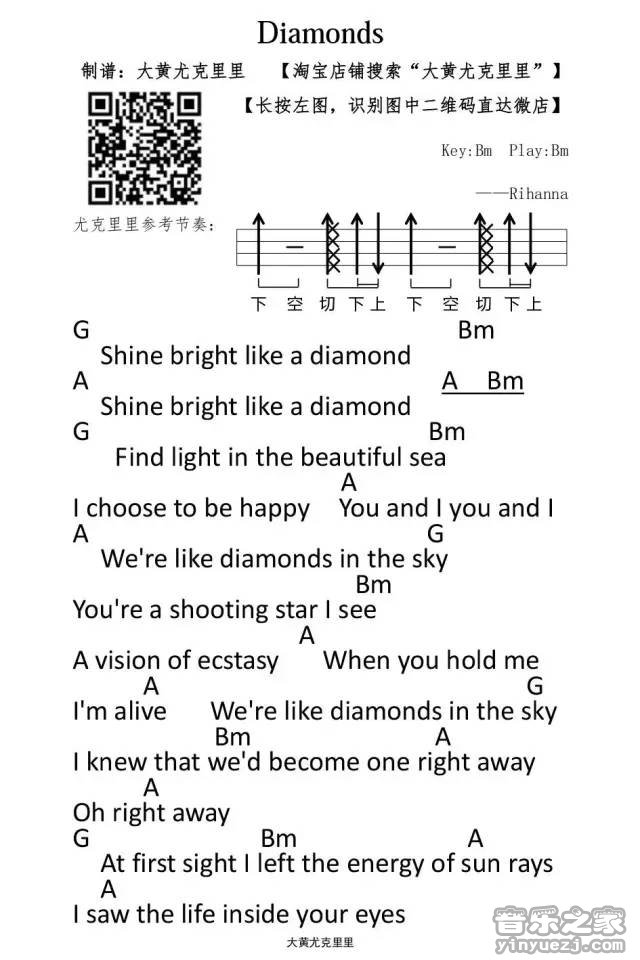 Diamonds
制谱：大黄尤克里里 【淘宝店铺搜索“大黄尤克里里”】
【长按左图，识别图中二维码直达微店】
Key:Bm Play:Bm
——Rihanna
尤克里里参考节奏：
下 空 切 下 上 下 空 切 下 上
G Bm
Shine bright like a diamond
A A Bm
Shine bright like a diamond
G Bm
Find light in the beautiful sea
A
I choose to be happy You and I you and I
A G
We're like diamonds in the sky
Bm
You're a shooting star I see
A
A vision of ecstasy When you hold me
A G
I'm alive We're like diamonds in the sky
Bm A
I knew that we'd become one right away
A
Oh right away
G Bm A
At first sight I left the energy of sun rays
A
I saw the life inside your eyes
大黄尤克里里
音乐之家
yinyuezj.com